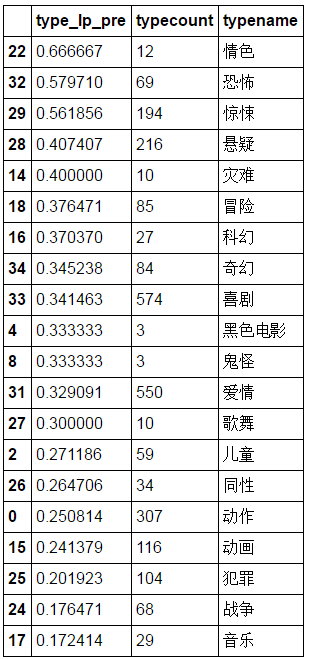 type_lp_pre typecount typename
22 0.666667 12 情色
32 0.579710 69 恐怖
29 0.561856 194 惊悚
28 0.407407 216 悬疑
14 0.400000 10 灾难
18 0.376471 85 冒险
16 0.370370 27 科幻
34 0.345238 84 奇幻
33 0.341463 574 喜剧
4 0.333333 3 黑色电影
8 0.333333 3 鬼怪
31 0.329091 550 爱情
27 0.300000 10 歌舞
2 0.271186 59 儿童
26 0.264706 34 同性
0 0.250814 307 动作
15 0.241379 116 动画
25 0.201923 104 犯罪
24 0.176471 68 战争
17 0.172414 29 音乐